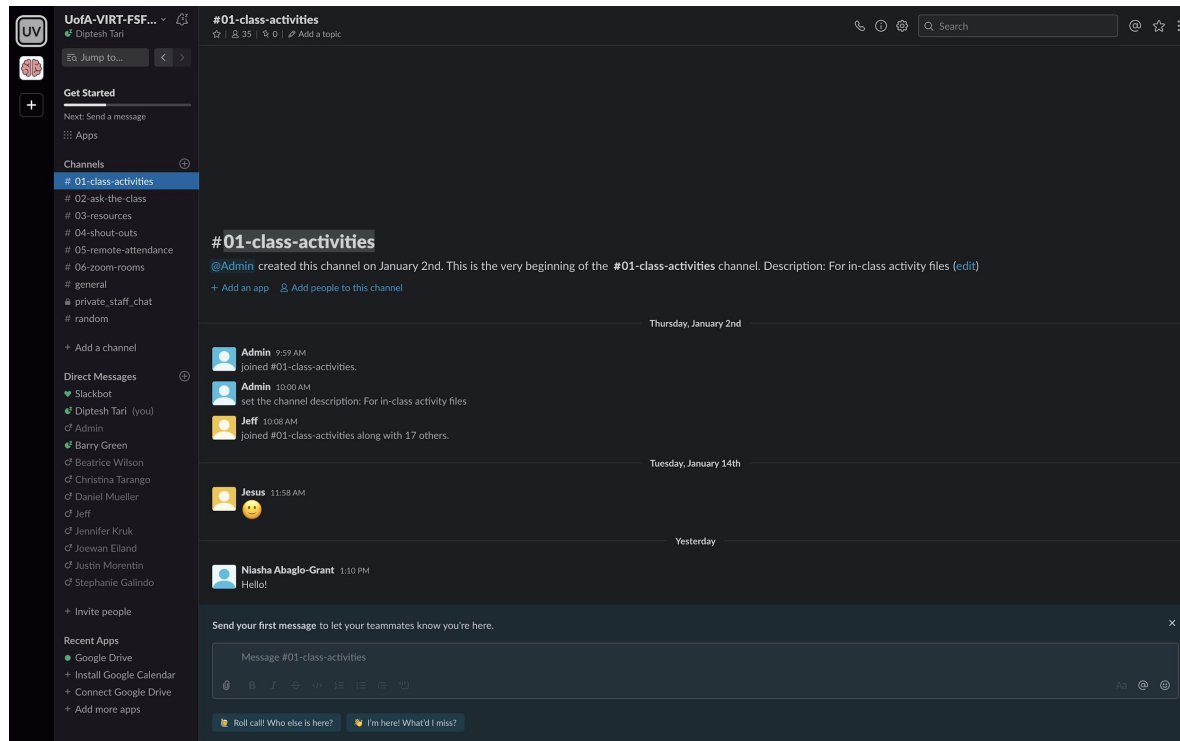 UV
UofA-VIRT-FSF...
Diptesh Tari
Jump to...
Get Started
Next: Send a message
Apps
Channels
# 01-class-activities
# 02-ask-the-class
# 03-resources
# 04-shout-outs
# 05-remote-attendance
# 06-zoom-rooms
# general
private_staff_chat
# random
+ Add a channel
Direct Messages
Slackbot
Diptesh Tari (you)
Admin
Barry Green
Beatrice Wilson
Christina Tarango
Daniel Mueller
Jeff
Jennifer Kruk
Joewan Eiland
Justin Morentin
Stephanie Galindo
+ Invite people
Recent Apps
Google Drive
+ Install Google Calendar
+ Connect Google Drive
+ Add more apps
#01-class-activities
35 | 0 | Add a topic
Search
#01-class-activities
@Admin created this channel on January 2nd. This is the very beginning of the #01-class-activities channel. Description: For in-class activity files (edit)
+ Add an app Add people to this channel
Thursday, January 2nd
Admin 9:59 AM
joined #01-class-activities.
Admin 10:00 AM
set the channel description: For in-class activity files
Jeff 10:08 AM
joined #01-class-activities along with 17 others.
Tuesday, January 14th
Jesus 11:58 AM
Yesterday
Niasha Abaglo-Grant 1:10 PM
Hello!
Send your first message to let your teammates know you're here.
Message #01-class-activities
B I S </> Aa @
Roll call! Who else is here? I'm here! What'd I miss?